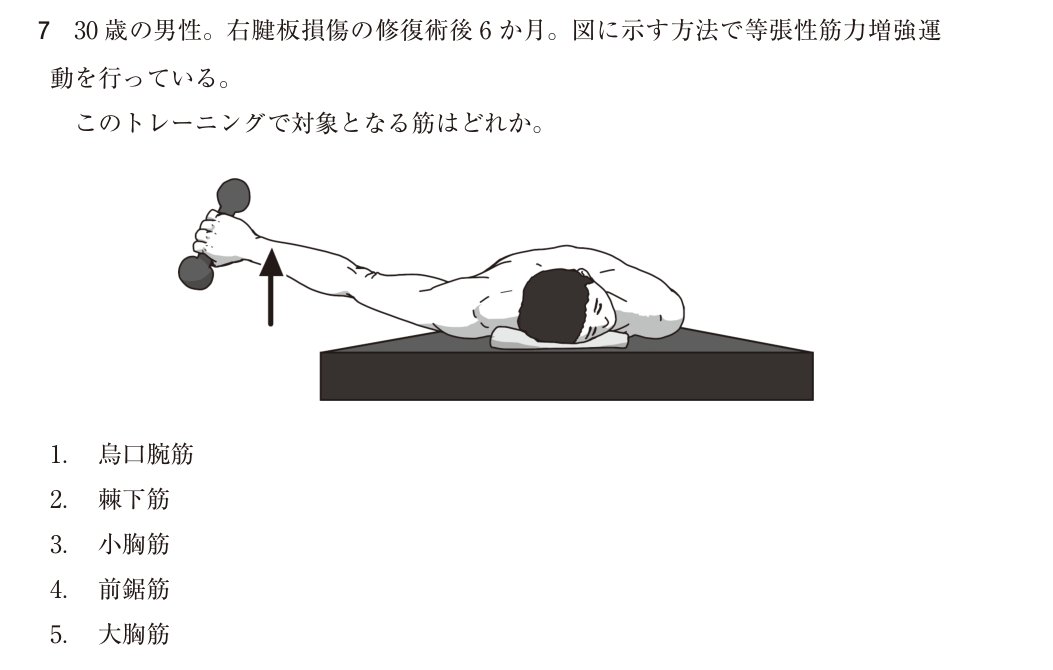 7 30歳の男性。右腱板損傷の修復術後6か月。図に示す方法で等張性筋力増強運
動を行っている。
このトレーニングで対象となる筋はどれか。
1. 烏口腕筋
2. 棘下筋
3. 小胸筋
4. 前鋸筋
5. 大胸筋